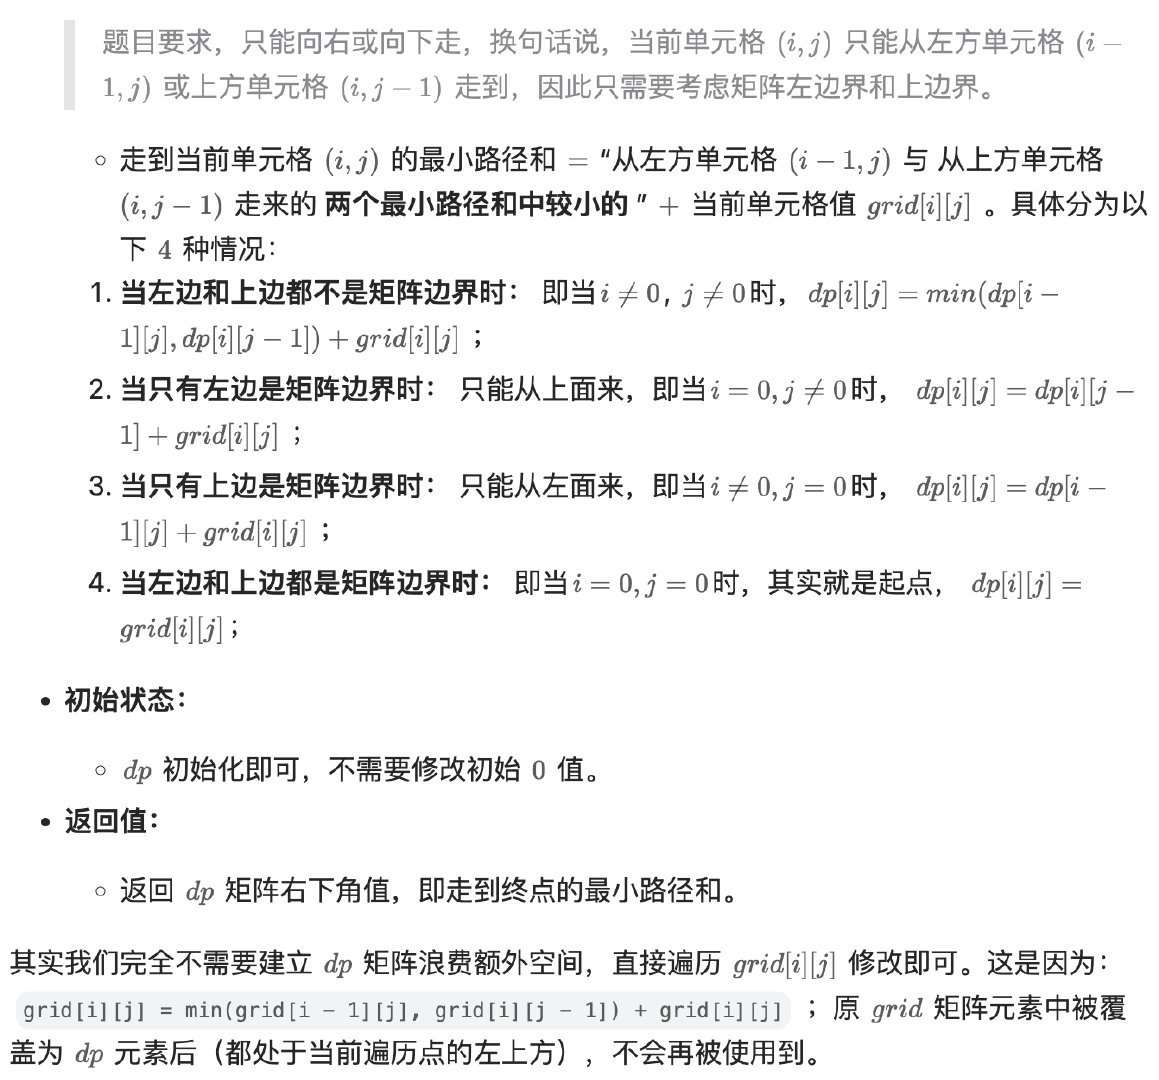 题目要求，只能向右或向下走，换句话说，当前单元格 (i, j) 只能从左方单元格 (i −
1, j) 或上方单元格 (i, j − 1) 走到，因此只需要考虑矩阵左边界和上边界。
◦ 走到当前单元格 (i, j) 的最小路径和 = “从左方单元格 (i − 1, j) 与 从上方单元格
(i, j − 1) 走来的 两个最小路径和中较小的 ” + 当前单元格值 grid[i][j] 。具体分为以
下 4 种情况：
1. 当左边和上边都不是矩阵边界时： 即当i ≠ 0, j ≠ 0时， dp[i][j] = min(dp[i −
1][j], dp[i][j − 1]) + grid[i][j] ；
2. 当只有左边是矩阵边界时： 只能从上面来，即当i = 0, j ≠ 0时， dp[i][j] = dp[i][j −
1] + grid[i][j] ；
3. 当只有上边是矩阵边界时： 只能从左面来，即当i ≠ 0, j = 0时， dp[i][j] = dp[i −
1][j] + grid[i][j] ；
4. 当左边和上边都是矩阵边界时： 即当i = 0, j = 0时，其实就是起点， dp[i][j] =
grid[i][j]；
• 初始状态：
◦ dp 初始化即可，不需要修改初始 0 值。
• 返回值：
◦ 返回 dp 矩阵右下角值，即走到终点的最小路径和。
其实我们完全不需要建立 dp 矩阵浪费额外空间，直接遍历 grid[i][j] 修改即可。这是因为：
grid[i][j] = min(grid[i - 1][j], grid[i][j - 1]) + grid[i][j] ；原 grid 矩阵元素中被覆
盖为 dp 元素后（都处于当前遍历点的左上方），不会再被使用到。